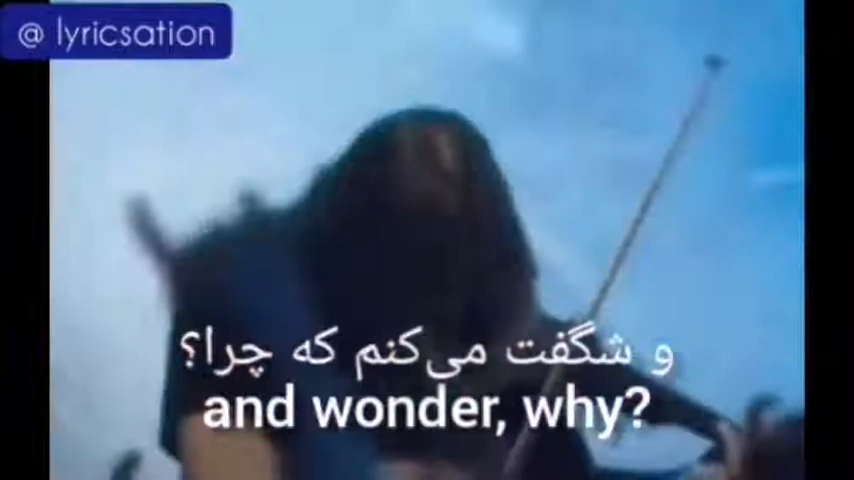 @ lyricsation
و شگفت می‌کنم که چرا؟
and wonder, why?